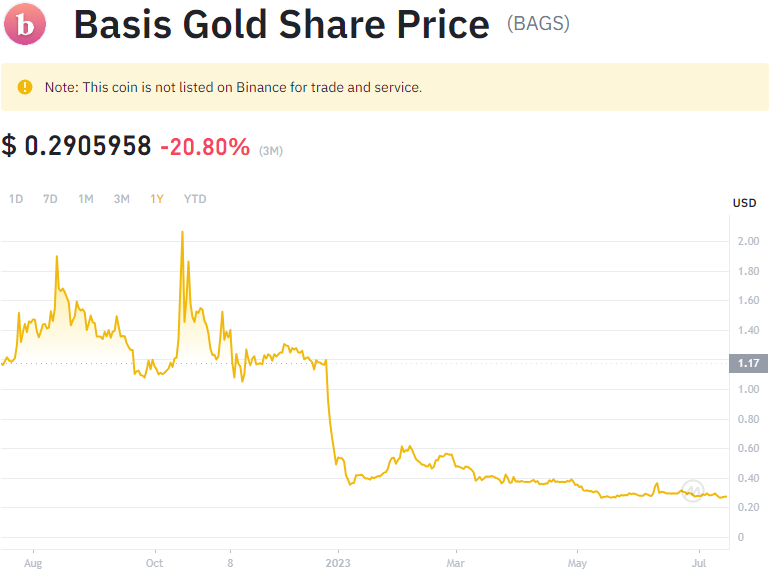 b Basis Gold Share Price (BAGS)
Note: This coin is not listed on Binance for trade and service.
$ 0.2905958 -20.80% (3M)
1D 7D 1M 3M 1Y YTD
USD
2.00
1.80
1.60
1.40
1.17
1.00
0.80
0.60
0.40
0.20
0
Aug Oct 8 2023 Mar May Jul